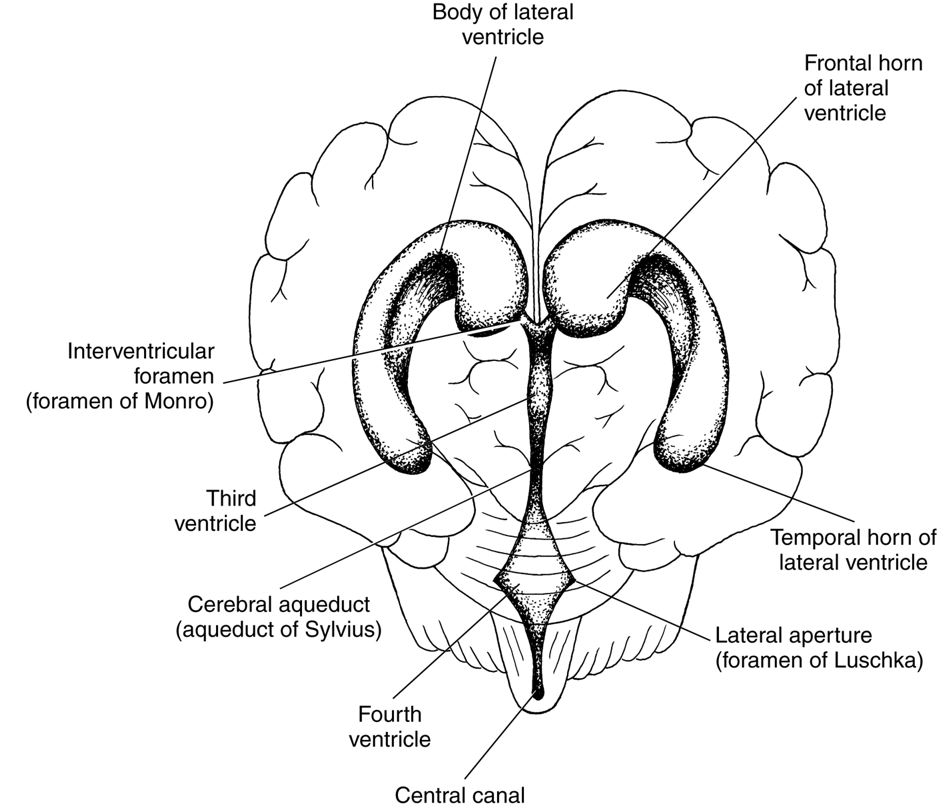 Body of lateral
ventricle
Frontal horn
of lateral
ventricle
Interventricular
foramen
(foramen of Monro)
Third
ventricle
Temporal horn of
lateral ventricle
Cerebral aqueduct
(aqueduct of Sylvius)
Lateral aperture
(foramen of Luschka)
Fourth
ventricle
Central canal